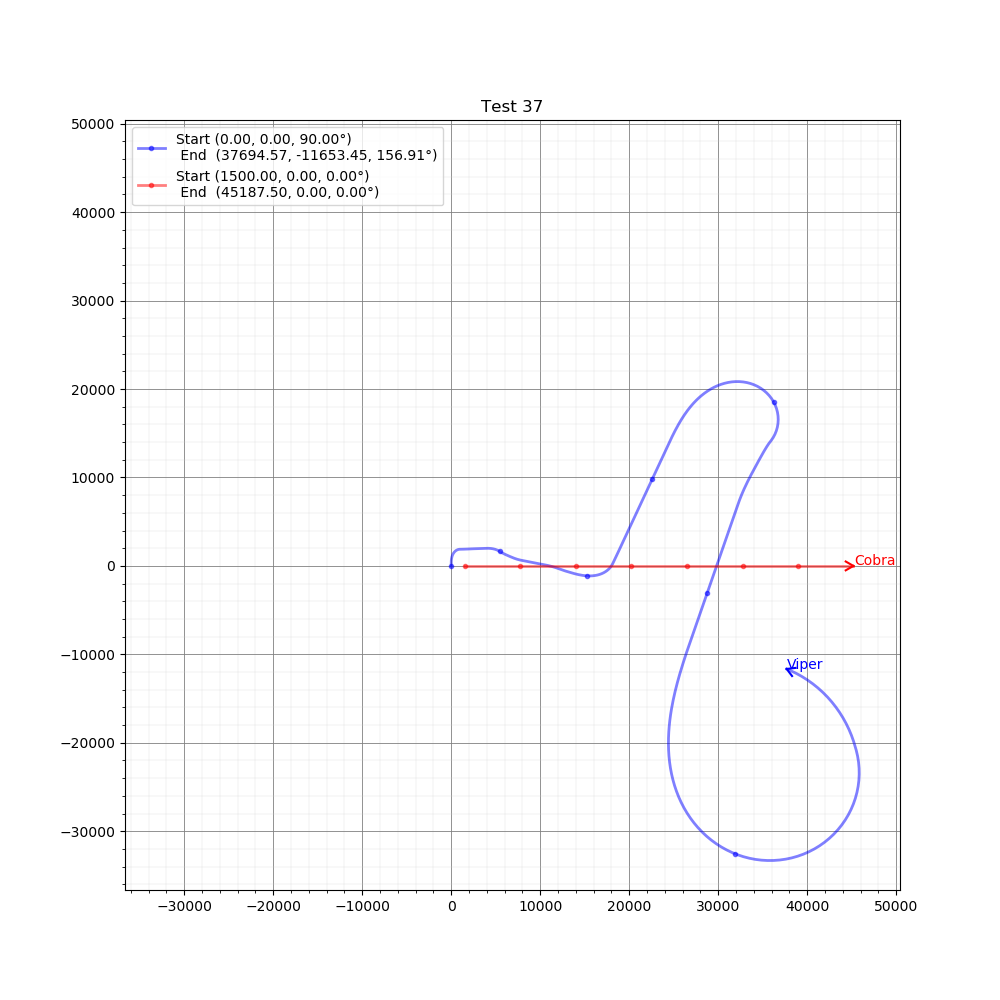 Test 37
Start (0.00, 0.00, 90.00°)
End (37694.57, -11653.45, 156.91°)
Start (1500.00, 0.00, 0.00°)
End (45187.50, 0.00, 0.00°)
50000
40000
30000
20000
10000
0
−10000
−20000
−30000
Cobra
Viper
−30000 −20000 −10000 0 10000 20000 30000 40000 50000